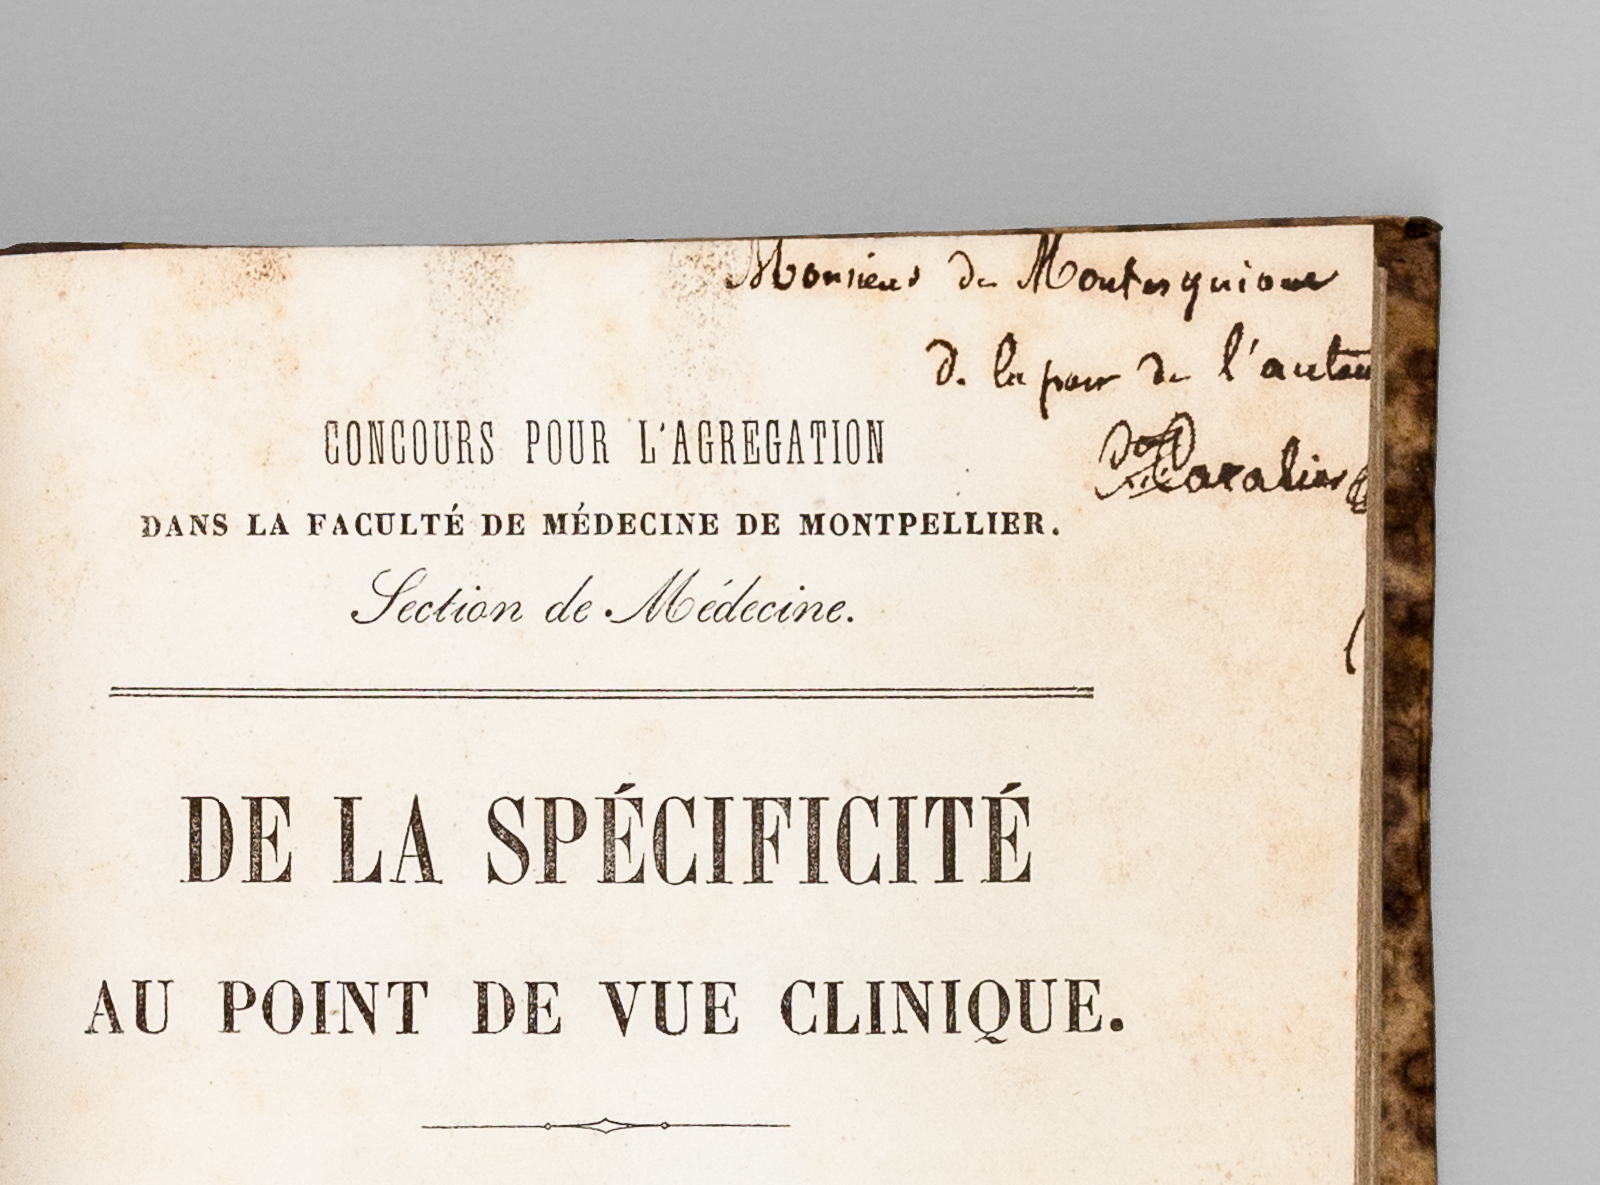 Monsieur de Montesquiou
d. la part de l'auteur
Cavalier
CONCOURS POUR L'AGREGATION
DANS LA FACULTÉ DE MÉDECINE DE MONTPELLIER.
Section de Médecine.
DE LA SPÉCIFICITÉ
AU POINT DE VUE CLINIQUE.